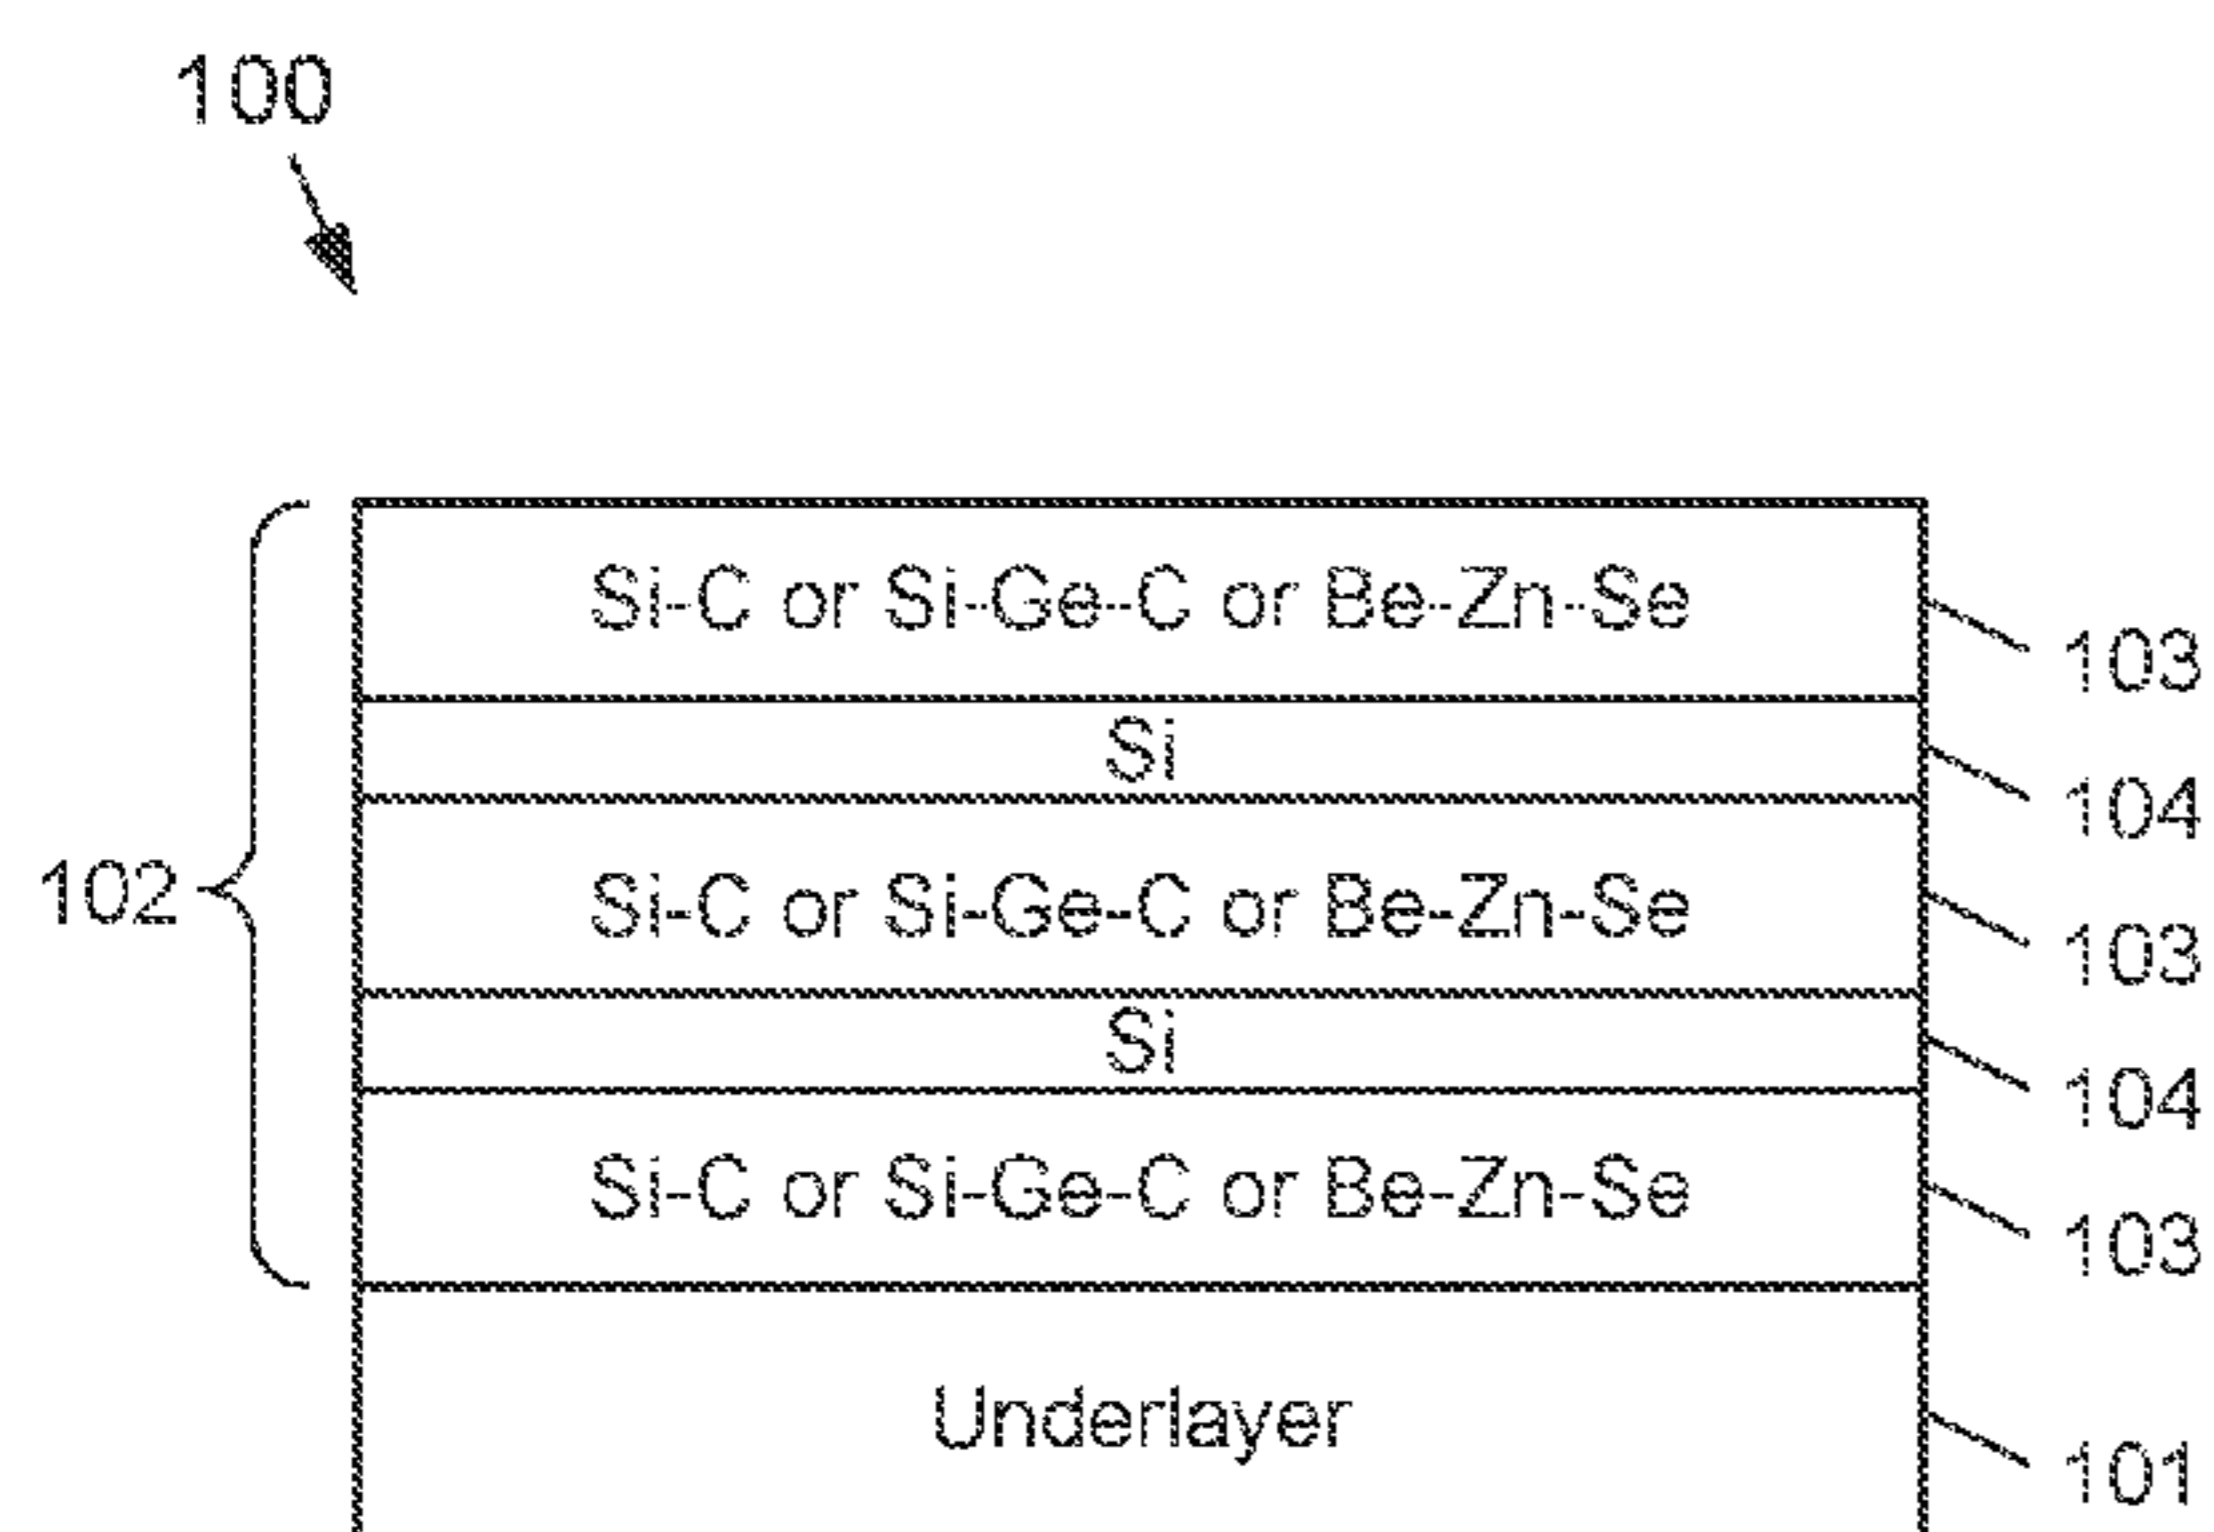 100
Si-C or Si-Ge-C or Be-Zn-Se
103
Si
104
102
Si-C or Si-Ge-C or Be-Zn-Se
103
Si
104
Si-C or Si-Ge-C or Be-Zn-Se
103
Underlayer
101